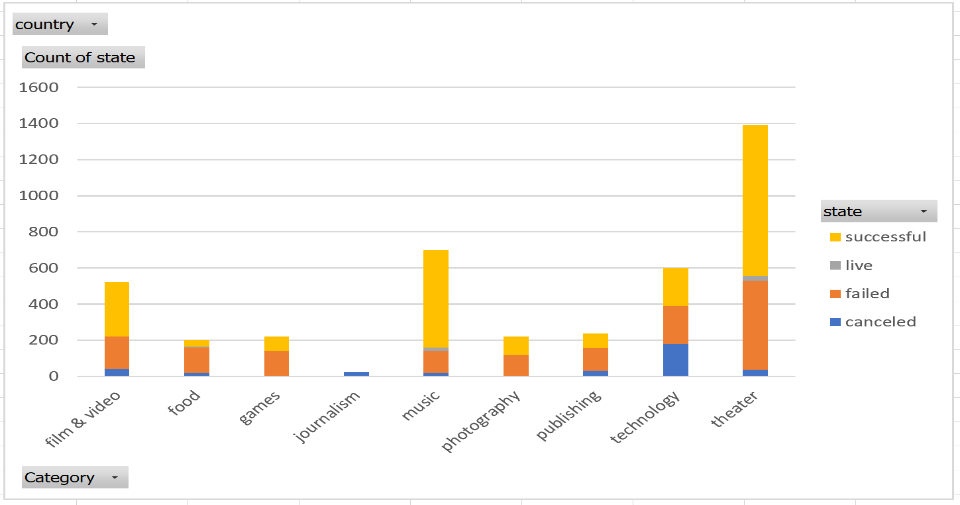 country
Count of state
1600
1400
1200
1000
800
600
400
200
0
film & video
food
games
journalism
music
photography
publishing
technology
theater
state
successful
live
failed
canceled
Category